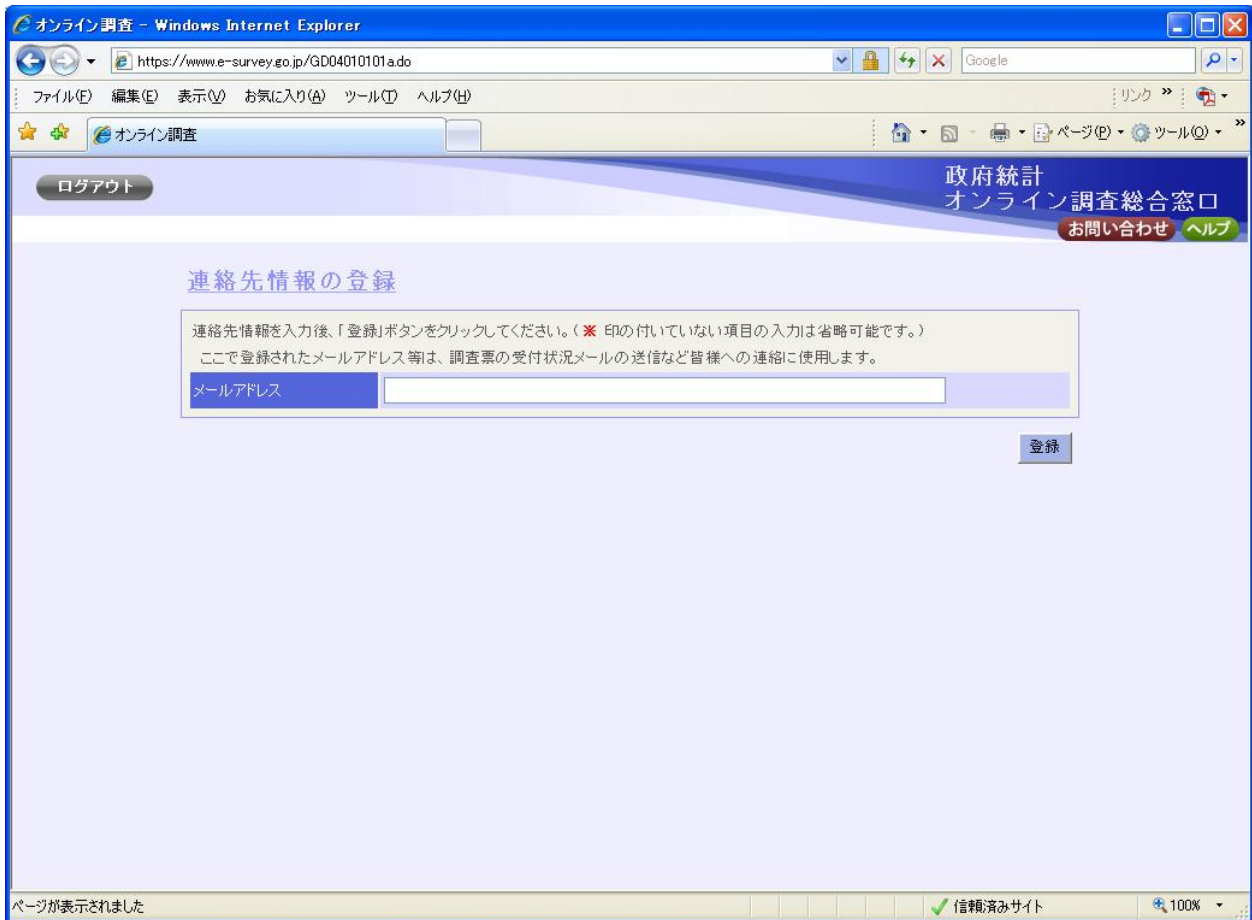 オンライン調査 - Windows Internet Explorer
https://www.e-survey.go.jp/GD04010101a.do
Google
ファイル(F) 編集(E) 表示(V) お気に入り(A) ツール(T) ヘルプ(H)
リンク »
オンライン調査
ページ(P) ツール(O) »
ログアウト
政府統計
オンライン調査総合窓口
お問い合わせ ヘルプ
連絡先情報の登録
連絡先情報を入力後、「登録」ボタンをクリックしてください。(※ 印の付いていない項目の入力は省略可能です。)
ここで登録されたメールアドレス等は、調査票の受付状況メールの送信など皆様への連絡に使用します。
メールアドレス
登録
ページが表示されました
信頼済みサイト
100%